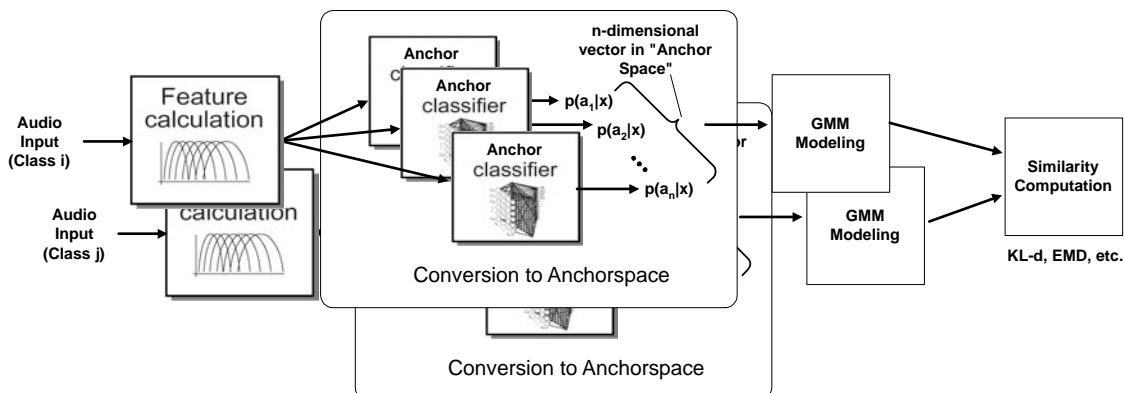 n-dimensional
vector in "Anchor
Space"
Anchor
Anchor
classifier
Anchor
classifier
p(a1|x)
p(a2|x)
p(an|x)
Feature
calculation
Audio
Input
(Class i)
GMM
Modeling
Similarity
Computation
KL-d, EMD, etc.
Conversion to Anchorspace
Audio
Input
(Class j)
calculation
GMM
Modeling
Conversion to Anchorspace